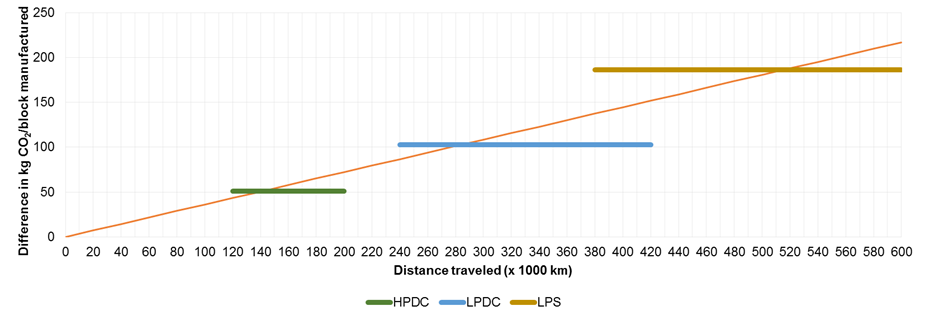 250
200
150
100
50
0
Difference in kg CO₂/block manufactured
0 20 40 60 80 100 120 140 160 180 200 220 240 260 280 300 320 340 360 380 400 420 440 460 480 500 520 540 560 580 600
Distance traveled (x 1000 km)
HPDC LPDC LPS